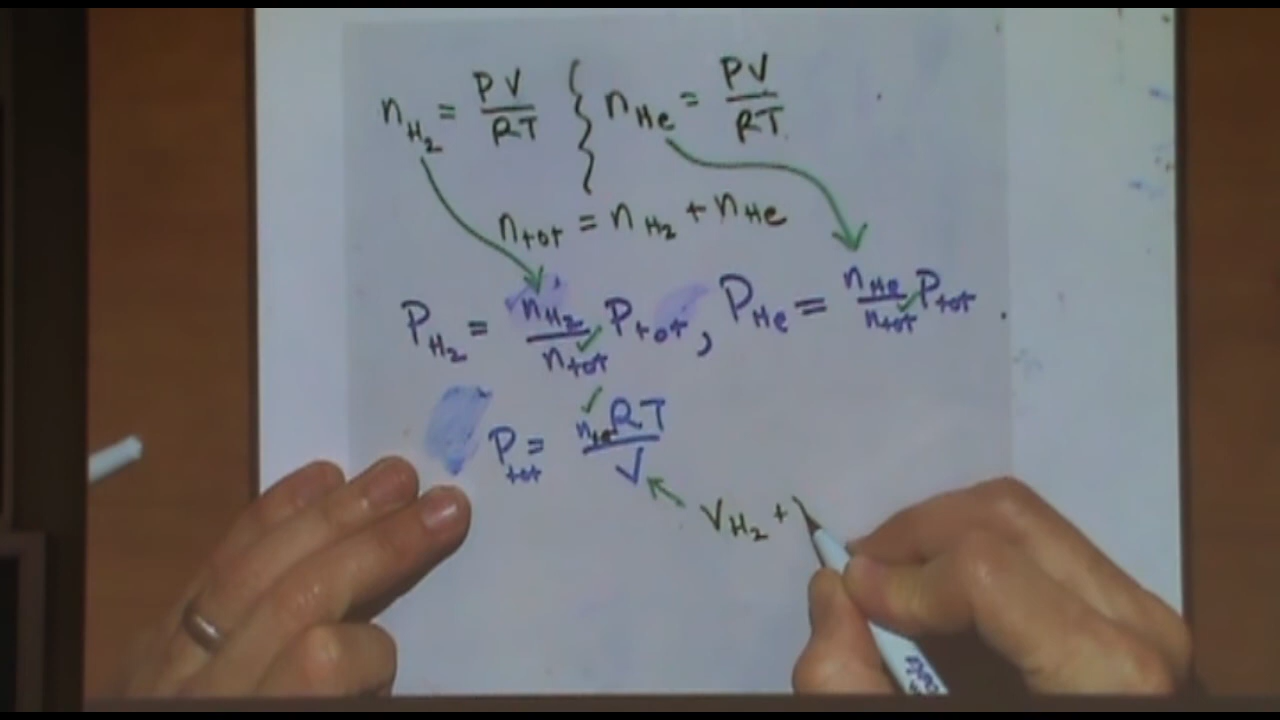 n_H₂ = PV/RT { n_He = PV/RT
n_tot = n_H₂ + n_He
P_H₂ = n_H₂/n_tot P_tot, P_He = n_He/n_tot P_tot.
P_tot = n_to RT/V
V_H₂ +